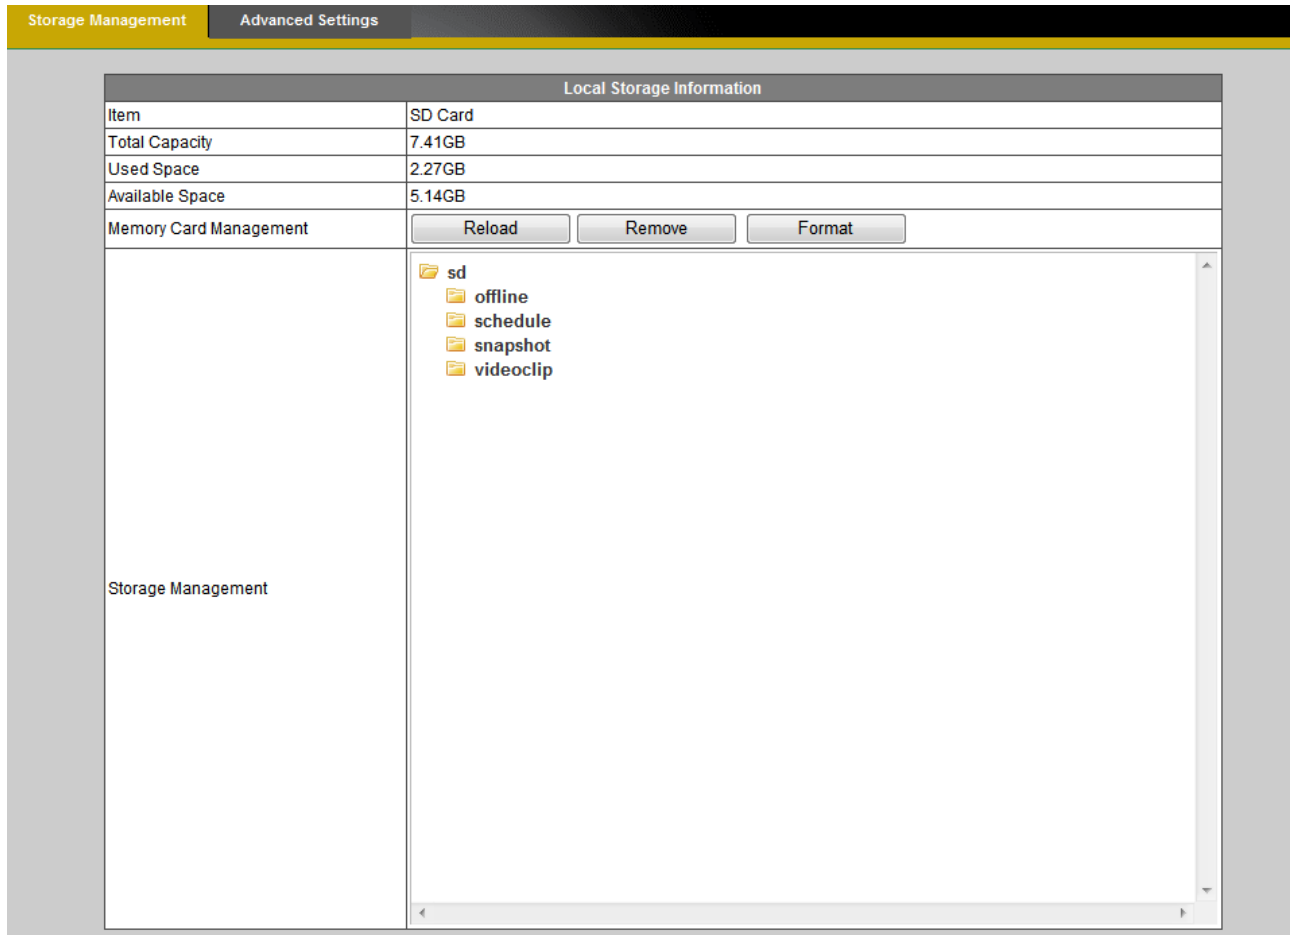 Storage Management Advanced Settings
Local Storage Information
Item SD Card
Total Capacity 7.41GB
Used Space 2.27GB
Available Space 5.14GB
Memory Card Management Reload Remove Format
sd
offline
schedule
snapshot
videoclip
Storage Management